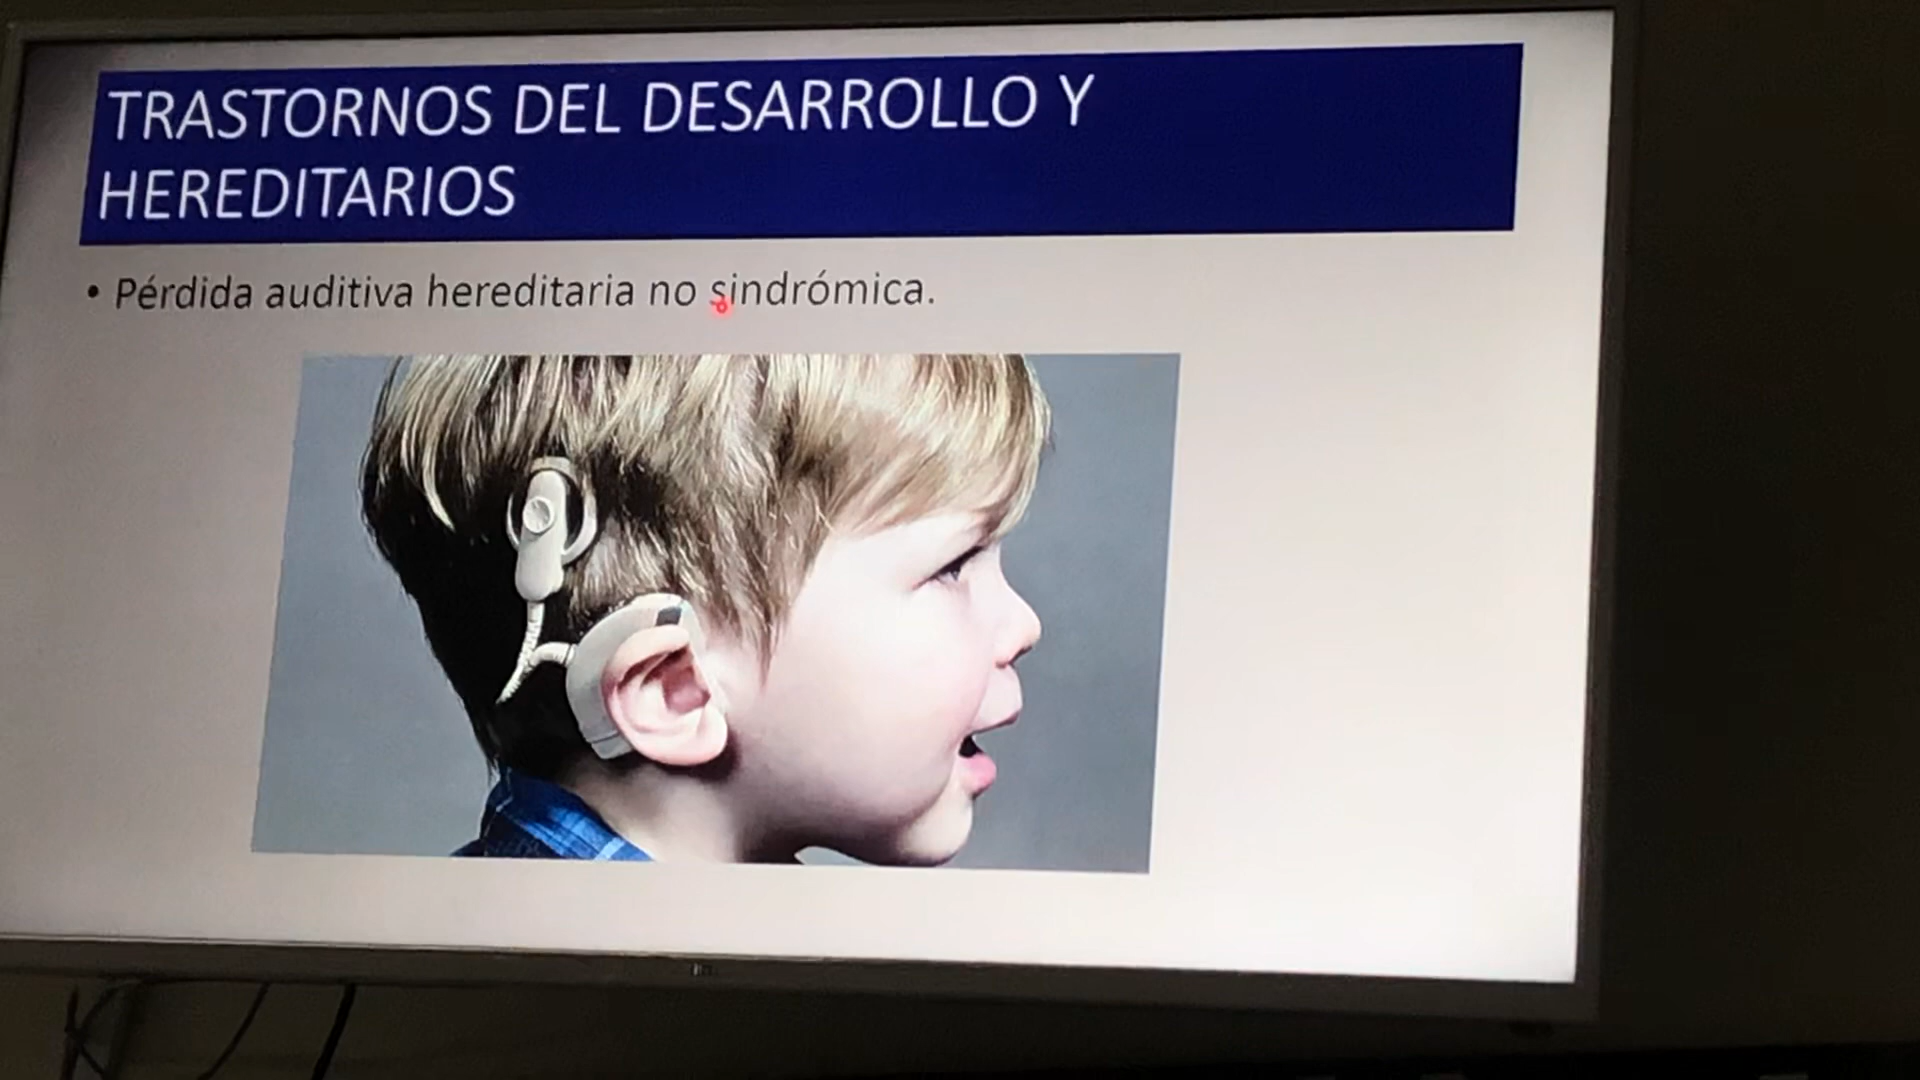 TRASTORNOS DEL DESARROLLO Y
HEREDITARIOS
• Pérdida auditiva hereditaria no sindrómica.